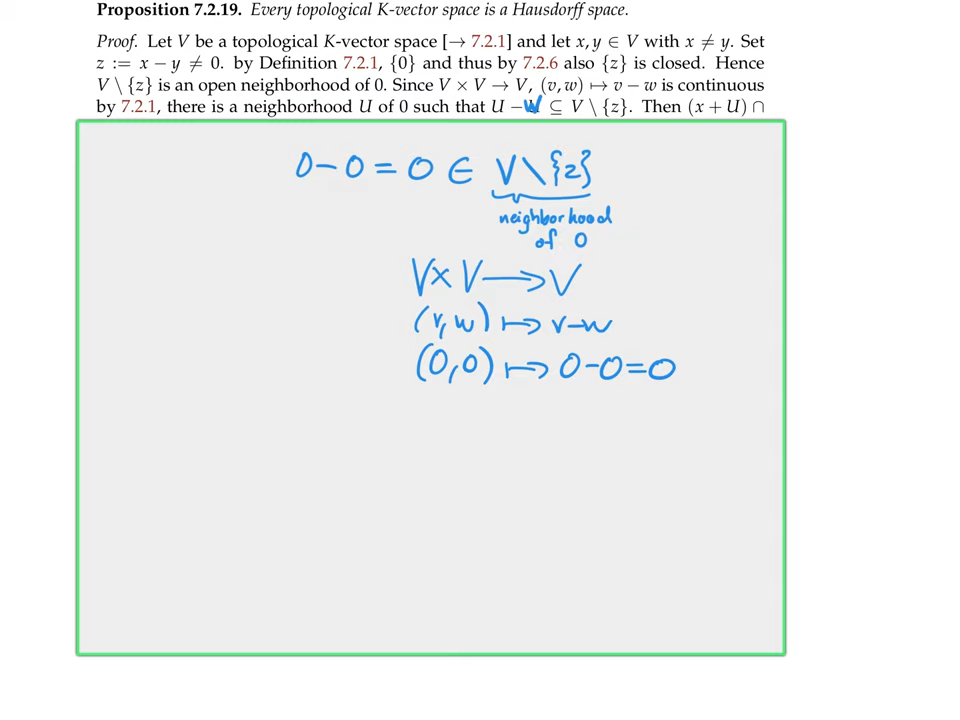 Proposition 7.2.19. Every topological K-vector space is a Hausdorff space.
Proof. Let V be a topological K-vector space [→ 7.2.1] and let x, y ∈ V with x ≠ y. Set
z := x − y ≠ 0. by Definition 7.2.1, {0} and thus by 7.2.6 also {z} is closed. Hence
V \ {z} is an open neighborhood of 0. Since V × V → V, (v, w) ↦ v − w is continuous
by 7.2.1, there is a neighborhood U of 0 such that U − W ⊆ V \ {z}. Then (x + U) ∩
0 − 0 = 0 ∈ V \ {z}
neighborhood
of 0
V × V ⟶ V
(v, w) ↦ v − w
(0, 0) ↦ 0 − 0 = 0